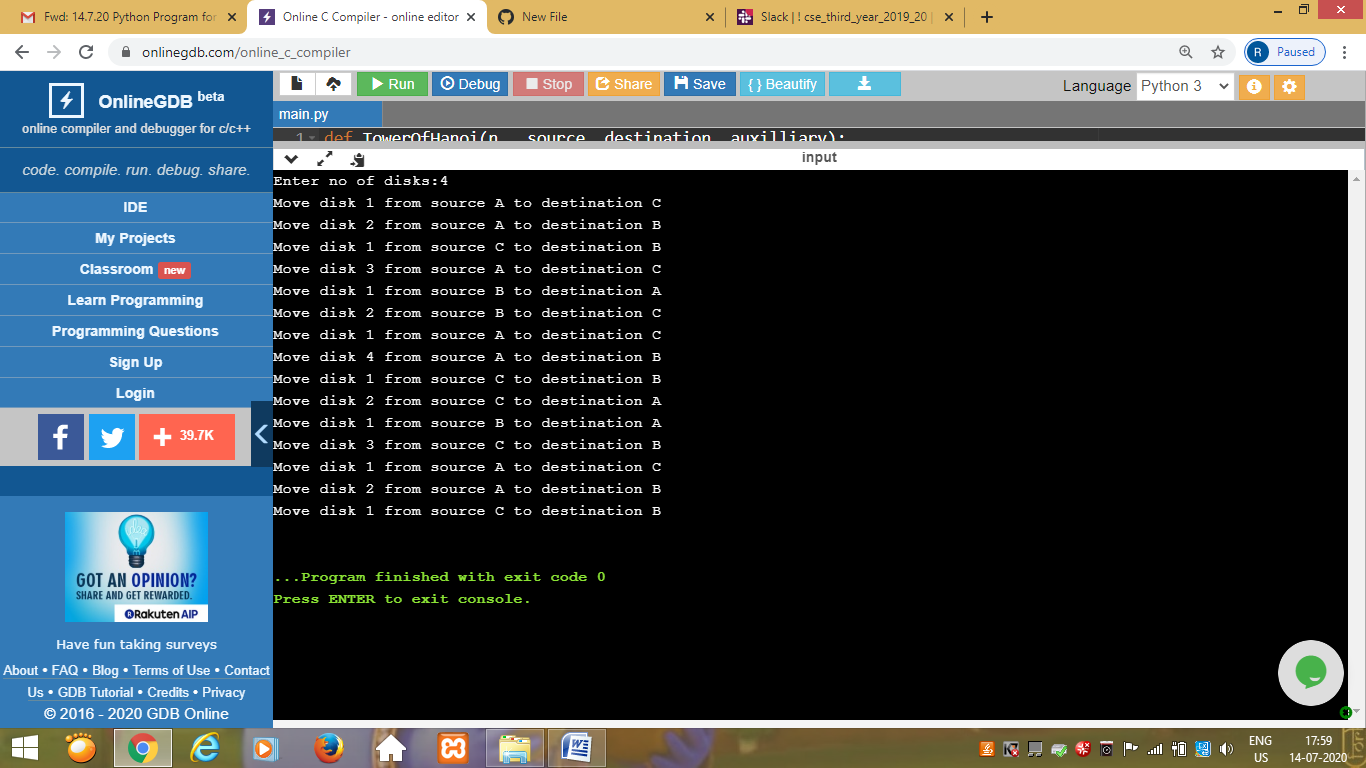 Fwd: 14.7.20 Python Program for
Online C Compiler - online editor
New File
Slack | ! cse_third_year_2019_20 |
onlinegdb.com/online_c_compiler
R Paused
OnlineGDB beta
online compiler and debugger for c/c++
code. compile. run. debug. share.
IDE
My Projects
Classroom new
Learn Programming
Programming Questions
Sign Up
Login
39.7K
GOT AN OPINION?
SHARE AND GET REWARDED.
Rakuten AIP
Have fun taking surveys
About • FAQ • Blog • Terms of Use • Contact
Us • GDB Tutorial • Credits • Privacy
© 2016 - 2020 GDB Online
Run Debug Stop Share Save { } Beautify
Language Python 3
main.py
1 def TowerOfHanoi(n source destination auxilliary):
input
Enter no of disks:4
Move disk 1 from source A to destination C
Move disk 2 from source A to destination B
Move disk 1 from source C to destination B
Move disk 3 from source A to destination C
Move disk 1 from source B to destination A
Move disk 2 from source B to destination C
Move disk 1 from source A to destination C
Move disk 4 from source A to destination B
Move disk 1 from source C to destination B
Move disk 2 from source C to destination A
Move disk 1 from source B to destination A
Move disk 3 from source C to destination B
Move disk 1 from source A to destination C
Move disk 2 from source A to destination B
Move disk 1 from source C to destination B
...Program finished with exit code 0
Press ENTER to exit console.
ENG
US
17:59
14-07-2020